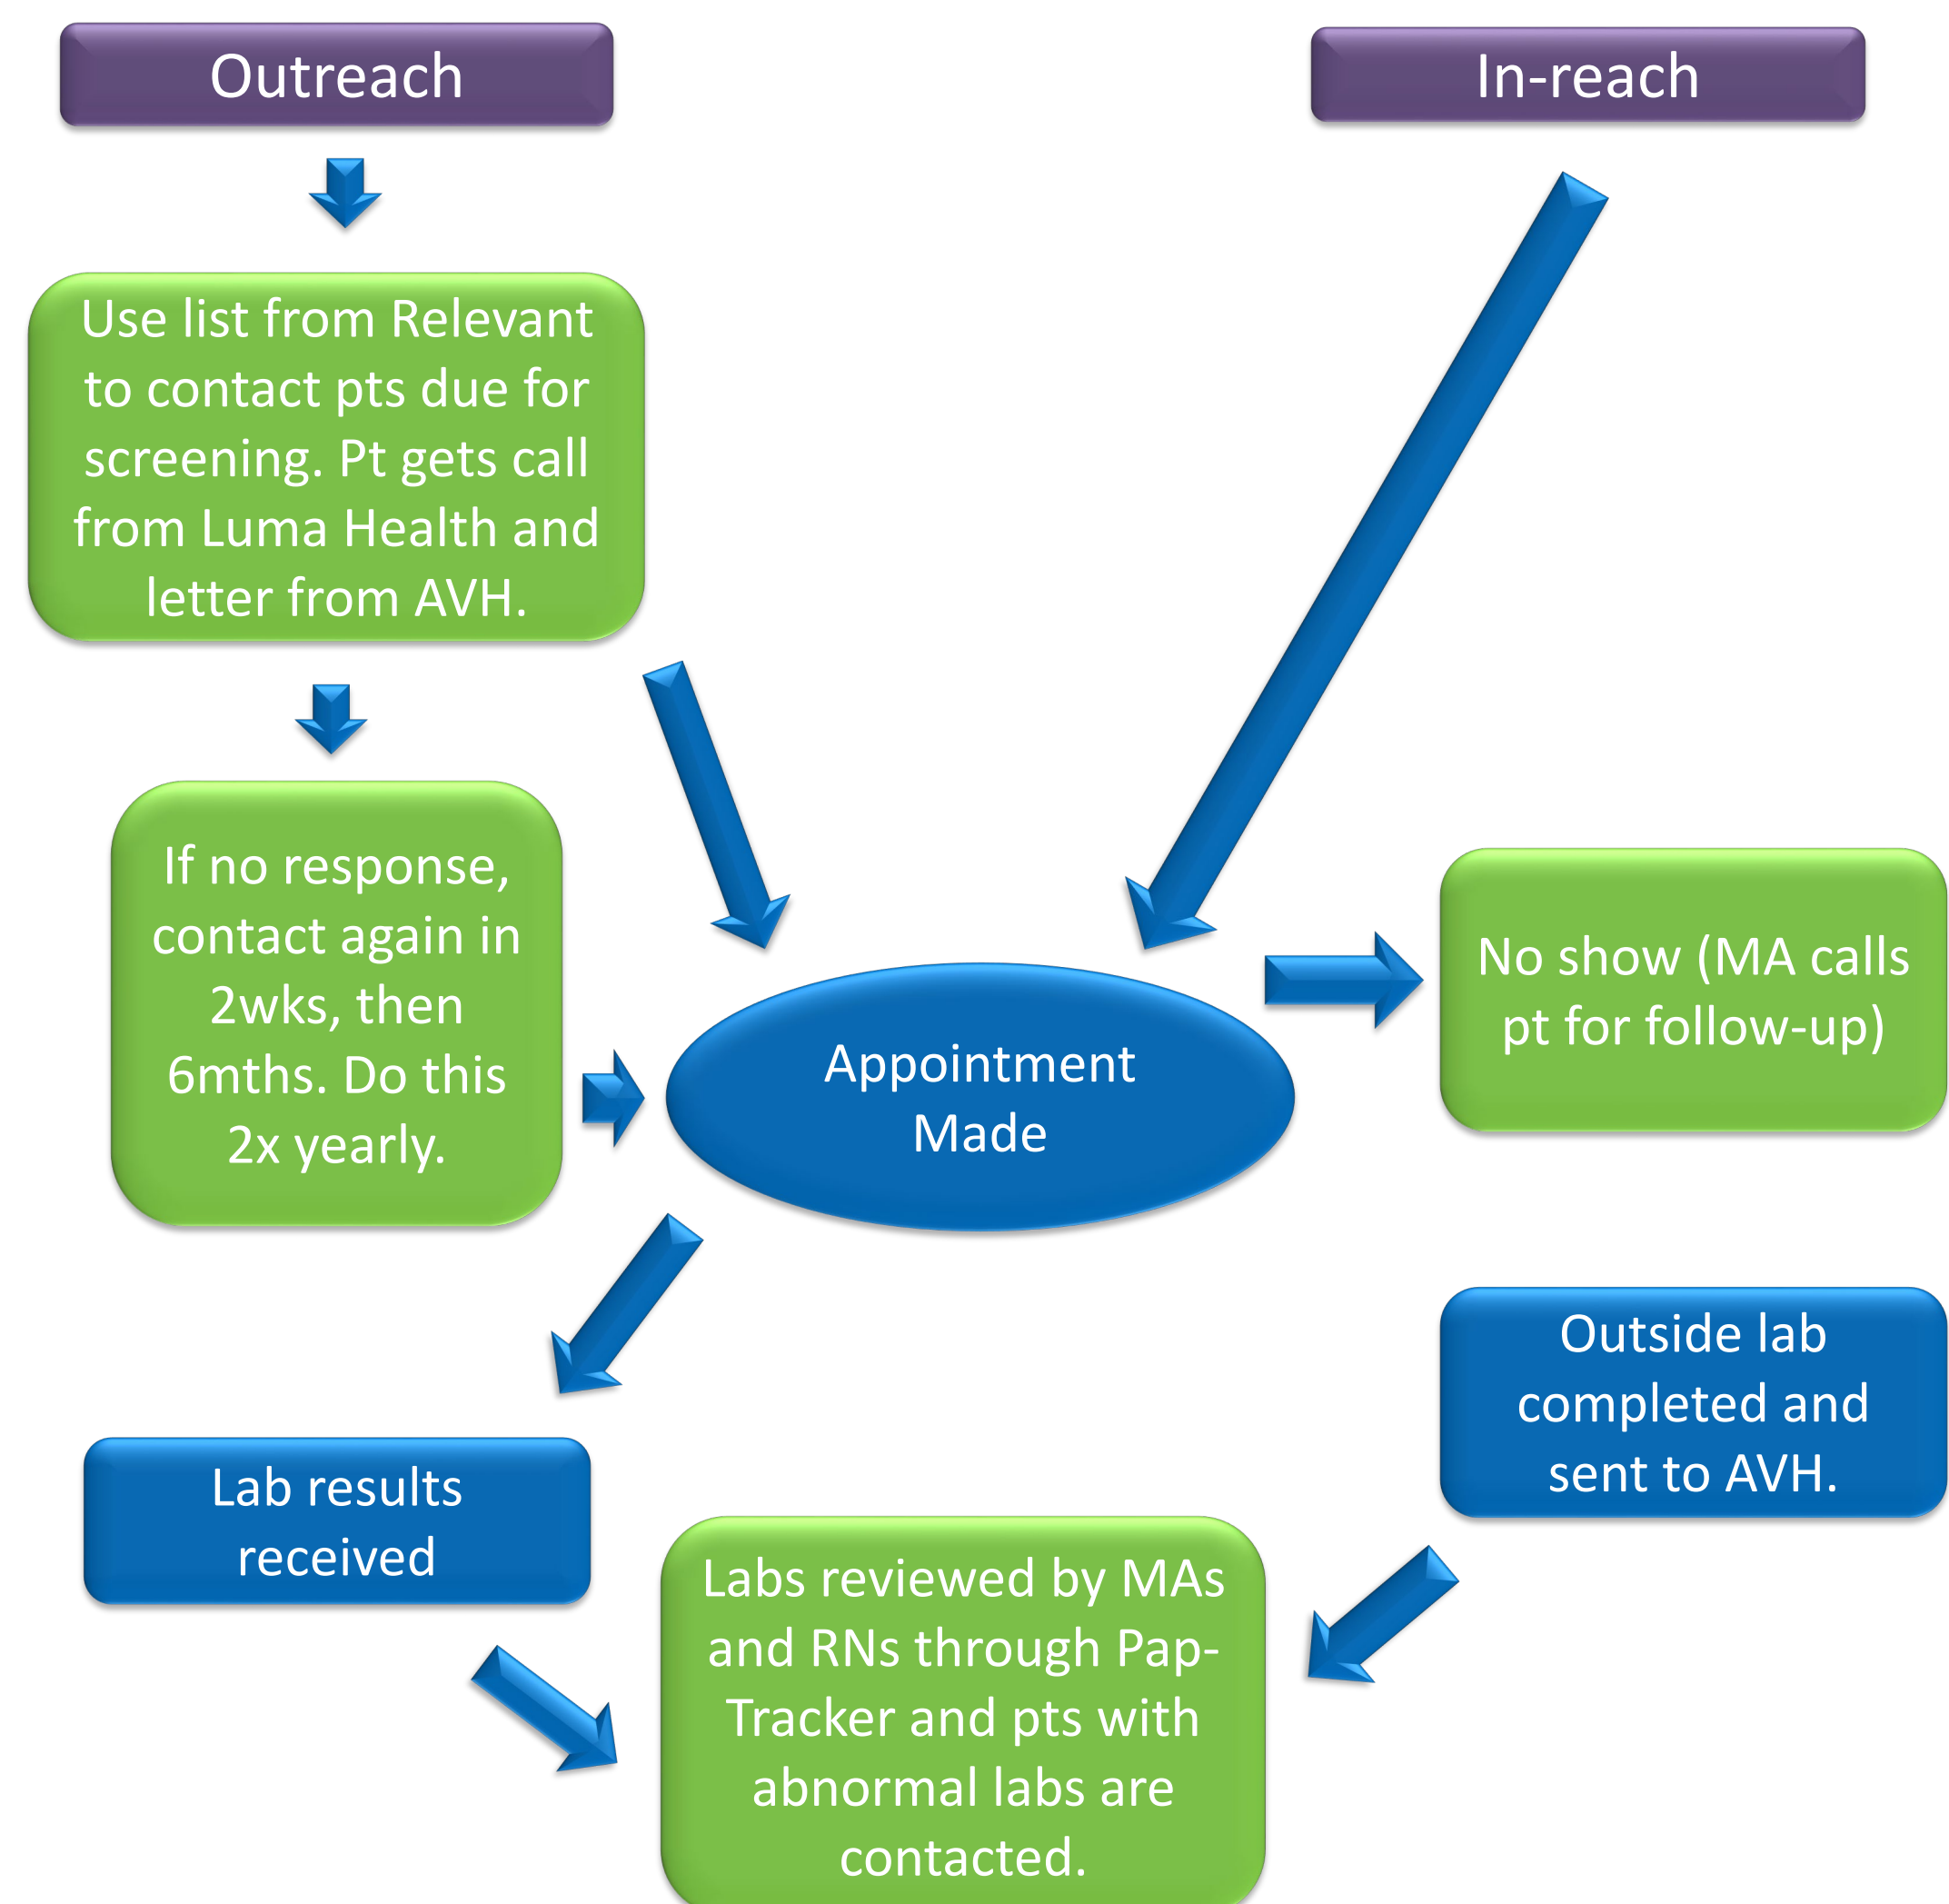 Outreach
In-reach
Use list from Relevant
to contact pts due for
screening. Pt gets call
from Luma Health and
letter from AVH.
If no response,
contact again in
2wks, then
6mths. Do this
2x yearly.
Appointment
Made
No show (MA calls
pt for follow-up)
Outside lab
completed and
sent to AVH.
Lab results
received
Labs reviewed by MAs
and RNs through Pap-
Tracker and pts with
abnormal labs are
contacted.